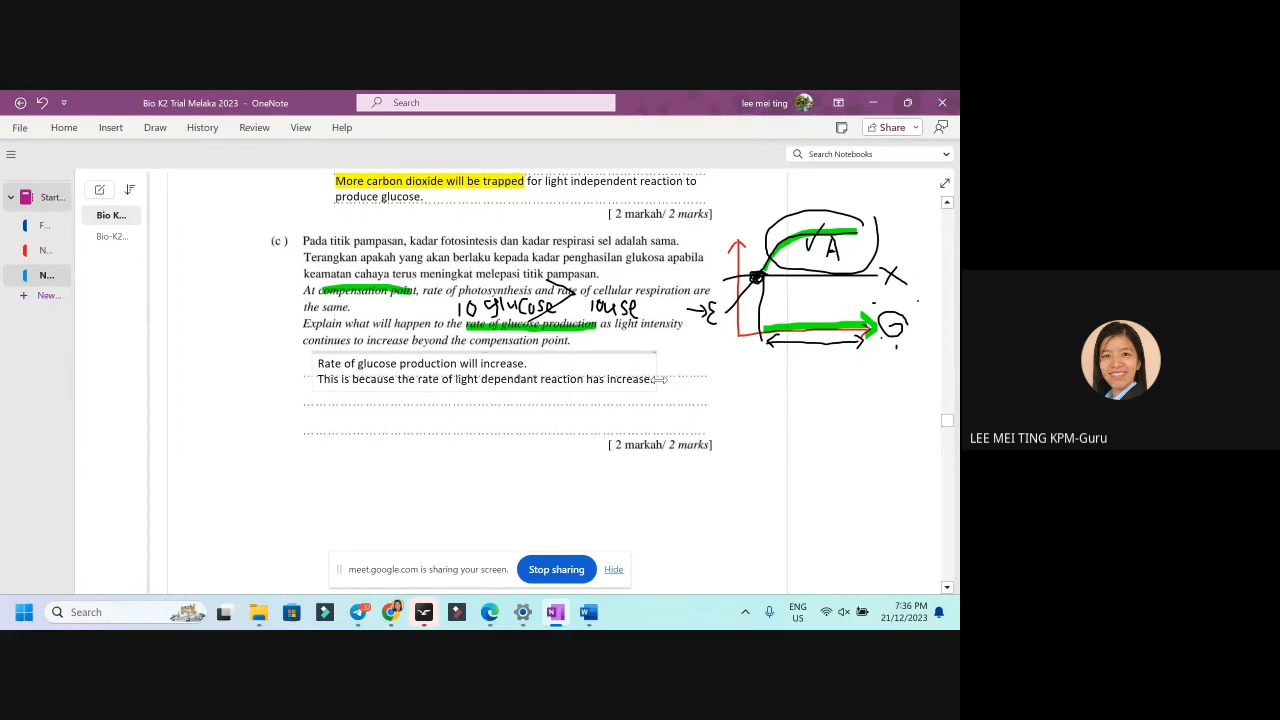 Bio K2 Trial Melaka 2023 - OneNote
Search
lee mei ting
File Home Insert Draw History Review View Help
Share
Search Notebooks
Start...
F...
N...
N...
New...
Bio K...
Bio-K2...
More carbon dioxide will be trapped for light independent reaction to
produce glucose.
[ 2 markah/ 2 marks]
(c ) Pada titik pampasan, kadar fotosintesis dan kadar respirasi sel adalah sama.
Terangkan apakah yang akan berlaku kepada kadar penghasilan glukosa apabila
keamatan cahaya terus meningkat melepasi titik pampasan.
At compensation point, rate of photosynthesis and rate of cellular respiration are
the same.
10 glucose 10 use
Explain what will happen to the rate of glucose production as light intensity
continues to increase beyond the compensation point.
Rate of glucose production will increase.
This is because the rate of light dependant reaction has increase.
[ 2 markah/ 2 marks]
A
X
G
meet.google.com is sharing your screen.
Stop sharing
Hide
Search
ENG
US
7:36 PM
21/12/2023
LEE MEI TING KPM-Guru